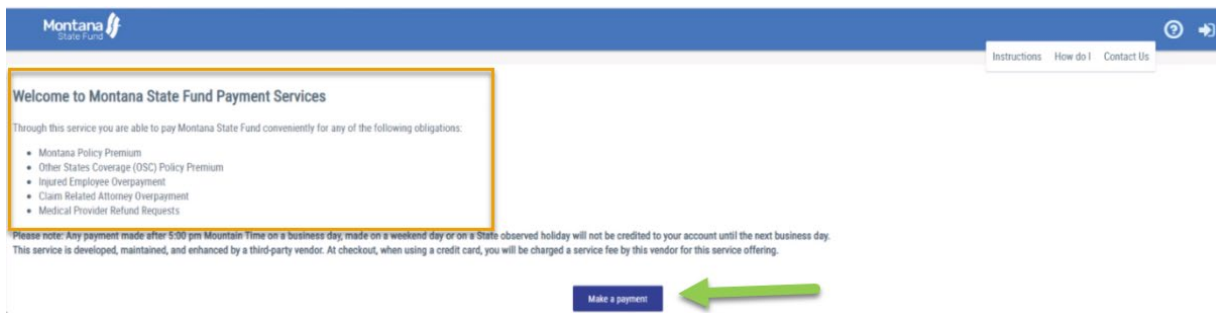 Montana
State Fund
Instructions How do I Contact Us
Welcome to Montana State Fund Payment Services
Through this service you are able to pay Montana State Fund conveniently for any of the following obligations:
• Montana Policy Premium
• Other States Coverage (OSC) Policy Premium
• Injured Employee Overpayment
• Claim Related Attorney Overpayment
• Medical Provider Refund Requests
Please note: Any payment made after 5:00 pm Mountain Time on a business day, made on a weekend day or on a State observed holiday will not be credited to your account until the next business day.
This service is developed, maintained, and enhanced by a third-party vendor. At checkout, when using a credit card, you will be charged a service fee by this vendor for this service offering.
Make a payment